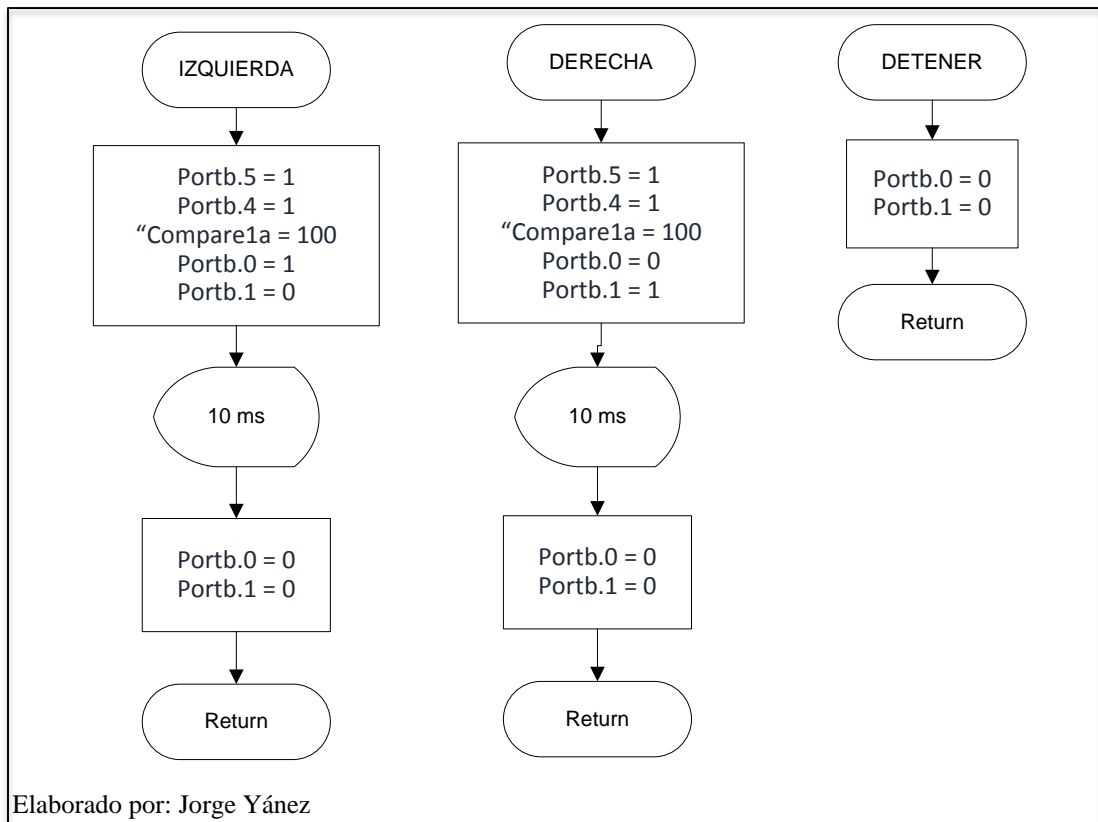 IZQUIERDA
Portb.5 = 1
Portb.4 = 1
“Compare1a = 100
Portb.0 = 1
Portb.1 = 0
10 ms
Portb.0 = 0
Portb.1 = 0
Return
DERECHA
Portb.5 = 1
Portb.4 = 1
“Compare1a = 100
Portb.0 = 0
Portb.1 = 1
10 ms
Portb.0 = 0
Portb.1 = 0
Return
DETENER
Portb.0 = 0
Portb.1 = 0
Return
Elaborado por: Jorge Yánez